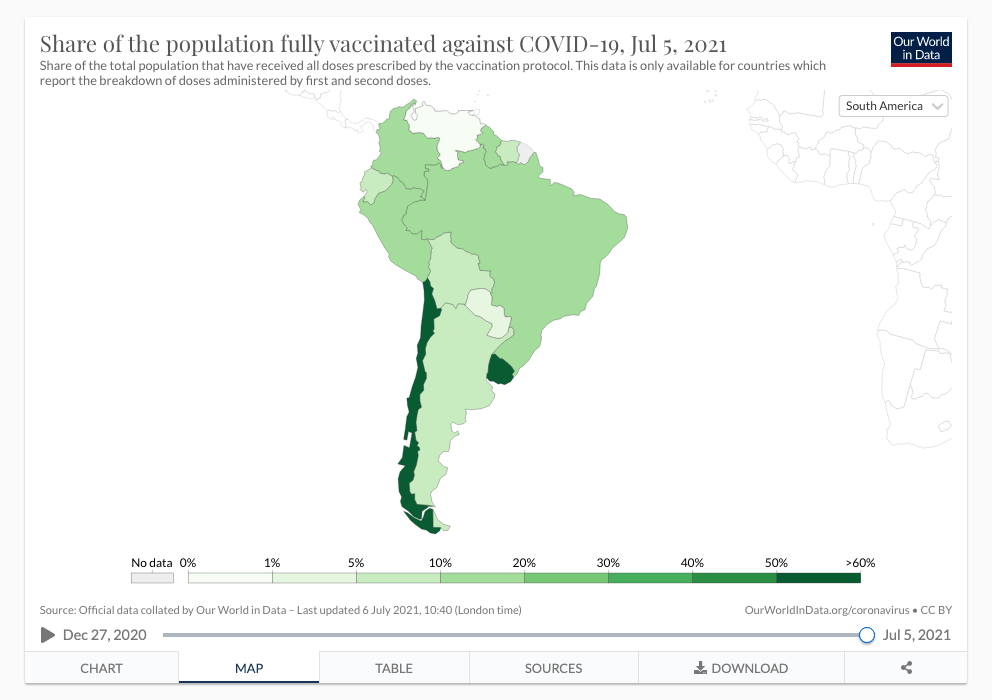 Share of the population fully vaccinated against COVID-19, Jul 5, 2021
Share of the total population that have received all doses prescribed by the vaccination protocol. This data is only available for countries which
report the breakdown of doses administered by first and second doses.
Our World
in Data
South America
No data 0% 1% 5% 10% 20% 30% 40% 50% >60%
Source: Official data collated by Our World in Data – Last updated 6 July 2021, 10:40 (London time)
OurWorldInData.org/coronavirus • CC BY
Dec 27, 2020
Jul 5, 2021
CHART
MAP
TABLE
SOURCES
DOWNLOAD